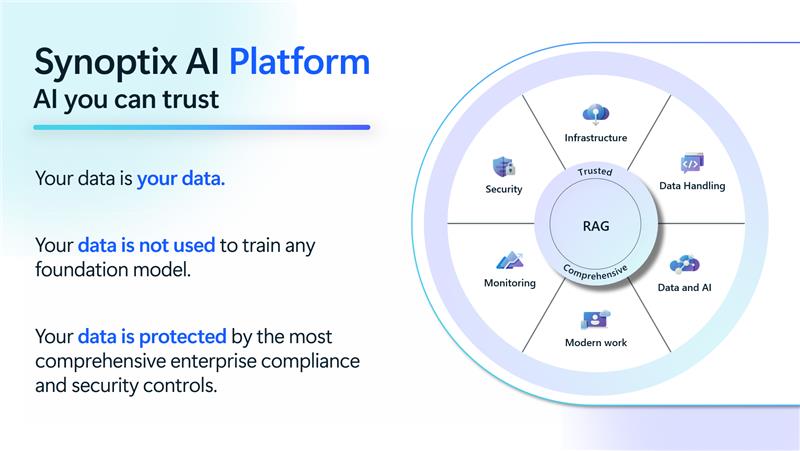 Synoptix AI Platform
AI you can trust
Your data is your data.
Your data is not used to train any
foundation model.
Your data is protected by the most
comprehensive enterprise compliance
and security controls.
Infrastructure
Security
Data Handling
Trusted
RAG
Comprehensive
Monitoring
Data and AI
Modern work